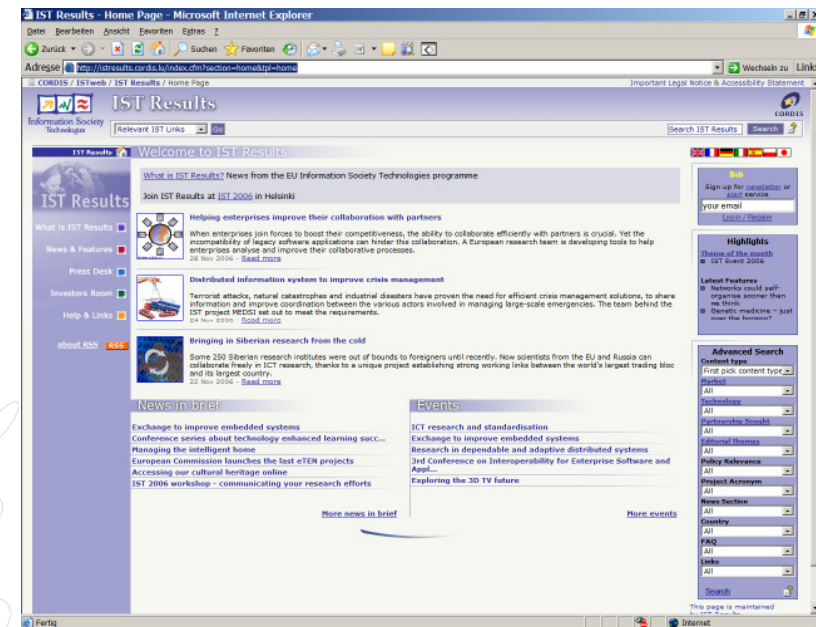 IST Results - Home Page - Microsoft Internet Explorer
Datei Bearbeiten Ansicht Favoriten Extras ?
Zurück Suchen Favoriten
Adresse http://istresults.cordis.lu/index.cfm?section=home&tpl=home Wechseln zu Links
CORDIS / ISTweb / IST Results / Home Page Important Legal Notice & Accessibility Statement
IST Results
CORDIS
Information Society
Technologies
Relevant IST Links Go Search IST Results Search
IST Results
Welcome to IST Results
What is IST Results? News from the EU Information Society Technologies programme
Join IST Results at IST 2006 in Helsinki
IST Results
What is IST Results
News & Features
Press Desk
Investors Room
Help & Links
about RSS RSS
Helping enterprises improve their collaboration with partners
When enterprises join forces to boost their competitiveness, the ability to collaborate efficiently with partners is crucial. Yet the
incompatibility of legacy software applications can hinder this collaboration. A European research team is developing tools to help
enterprises analyse and improve their collaborative processes.
28 Nov 2006 - Read more
Distributed information system to improve crisis management
Terrorist attacks, natural catastrophes and industrial disasters have proven the need for efficient crisis management solutions, to share
information and improve coordination between the various actors involved in managing large-scale emergencies. The team behind the
IST project MEDSI set out to meet the requirements.
24 Nov 2006 - Read more
Bringing in Siberian research from the cold
Some 250 Siberian research institutes were out of bounds to foreigners until recently. Now scientists from the EU and Russia can
collaborate freely in ICT research, thanks to a unique project establishing strong working links between the world's largest trading bloc
and its largest country.
22 Nov 2006 - Read more
News in brief
Exchange to improve embedded systems
Conference series about technology enhanced learning succ...
Managing the intelligent home
European Commission launches the last eTEN projects
Accessing our cultural heritage online
IST 2006 workshop - communicating your research efforts
More news in brief
Events
ICT research and standardisation
Exchange to improve embedded systems
Research in dependable and adaptive distributed systems
3rd Conference on Interoperability for Enterprise Software and
Appl...
Exploring the 3D TV future
More events
Sign up for newsletter or
alert service
your email
Log in / Register
Highlights
Theme of the month
IST Event 2006
Latest Features
Networks could self-
organise sooner than
we think
Genetic medicine – just
over the horizon?
Advanced Search
Content type
First pick content type
Market
All
Technology
All
Partnership Sought
All
Editorial Themes
All
Policy Relevance
All
Project Acronym
All
News Section
All
Country
All
FAQ
All
Links
All
Search
This page is maintained
by IST Results
Fertig Internet